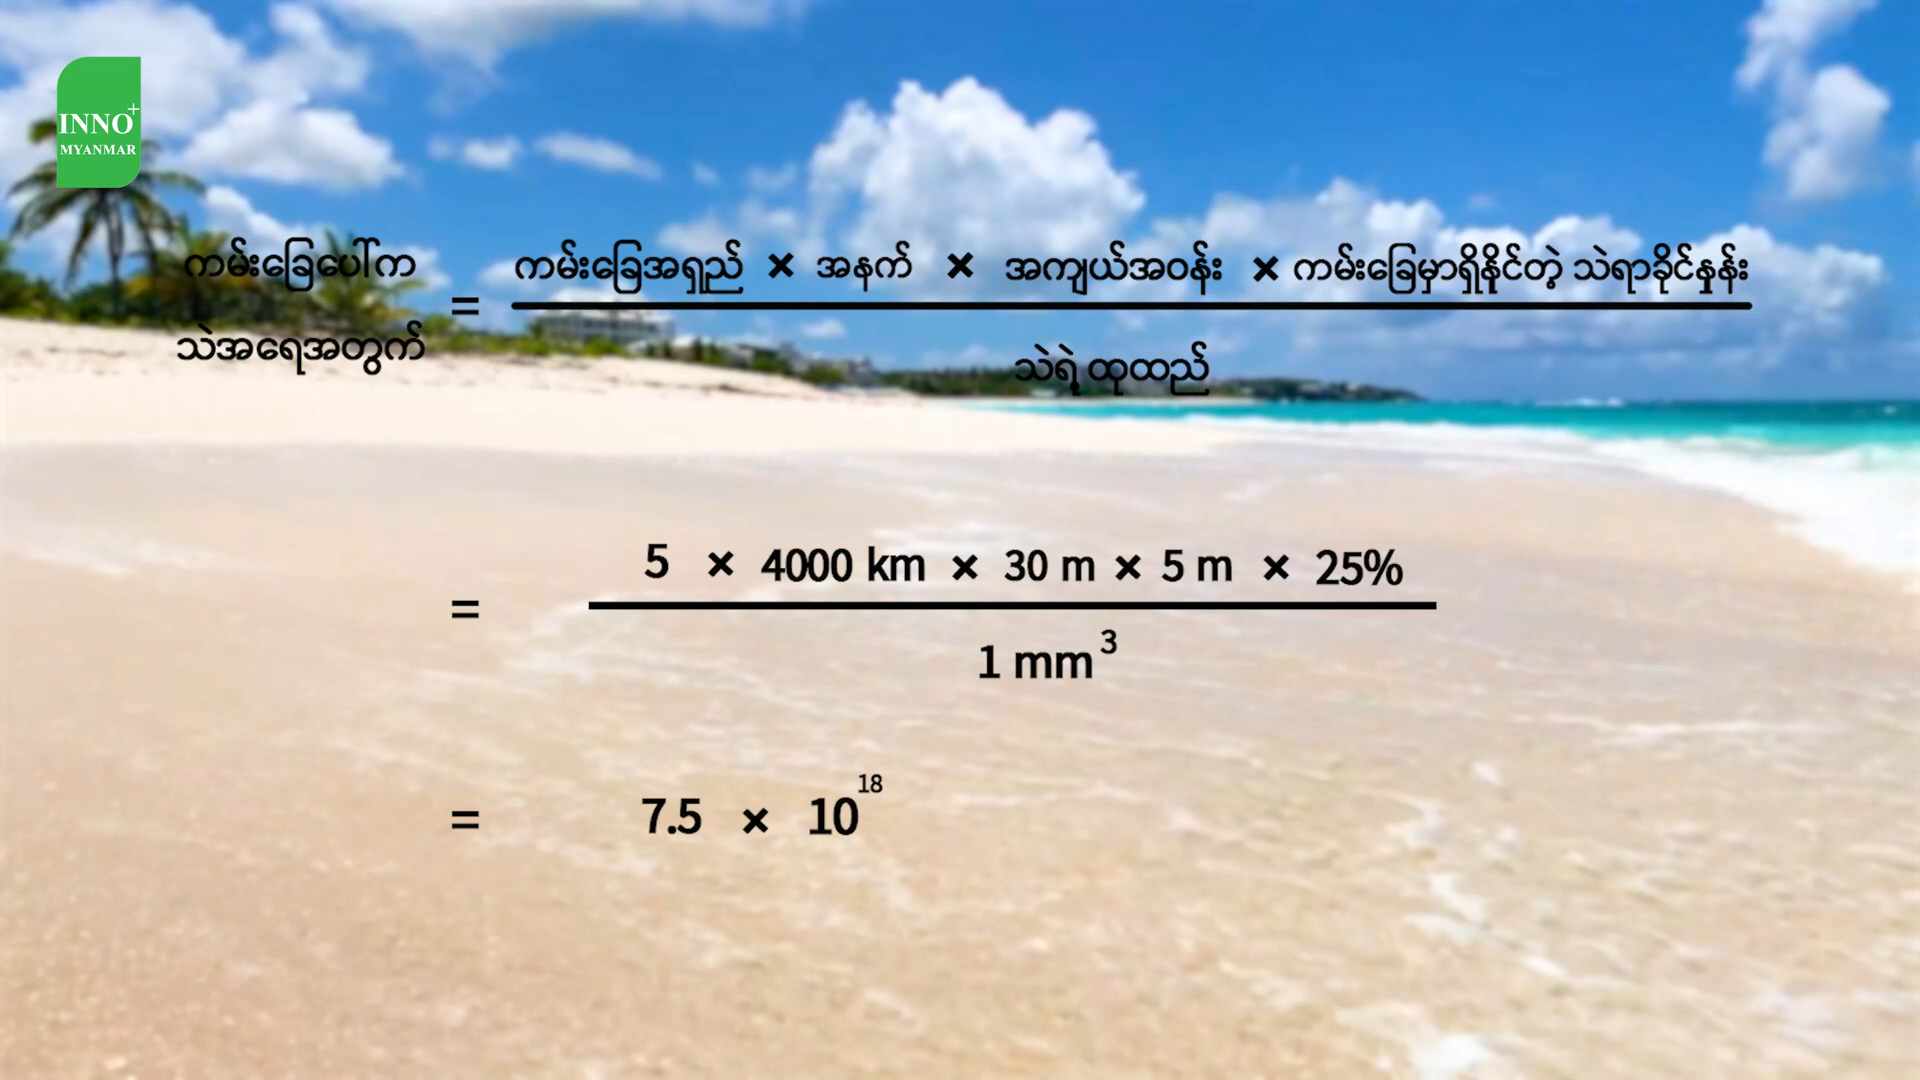 INNO+
MYANMAR
ကမ်းခြေပေါ်က သဲအရေအတွက် = ကမ်းခြေအရှည် × အနက် × အကျယ်အဝန်း × ကမ်းခြေမှာရှိနိုင်တဲ့ သဲရာခိုင်နှုန်း
သဲရဲ့ ထုထည်
= 5 × 4000 km × 30 m × 5 m × 25%
1 mm³
= 7.5 × 10¹⁸